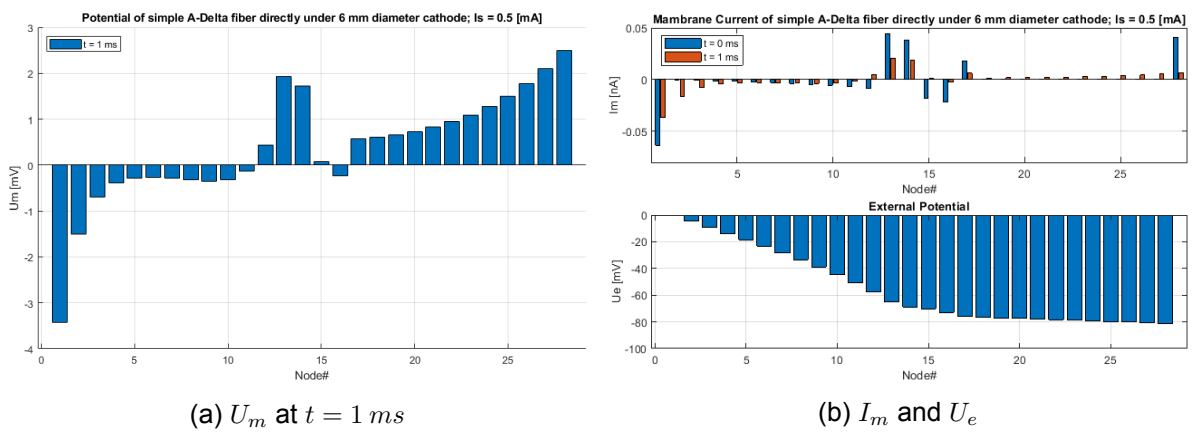 Potential of simple A-Delta fiber directly under 6 mm diameter cathode; Is = 0.5 [mA]
3
2
1
0
-1
-2
-3
-4
Um [mV]
t = 1 ms
0
5
10
15
20
25
Node#
(a) Um at t = 1 ms
Mambrane Current of simple A-Delta fiber directly under 6 mm diameter cathode; Is = 0.5 [mA]
0.05
0
-0.05
Im [nA]
t = 0 ms
t = 1 ms
5
10
15
20
25
Node#
External Potential
0
-20
-40
-60
-80
-100
Ue [mV]
0
5
10
15
20
25
Node#
(b) Im and Ue